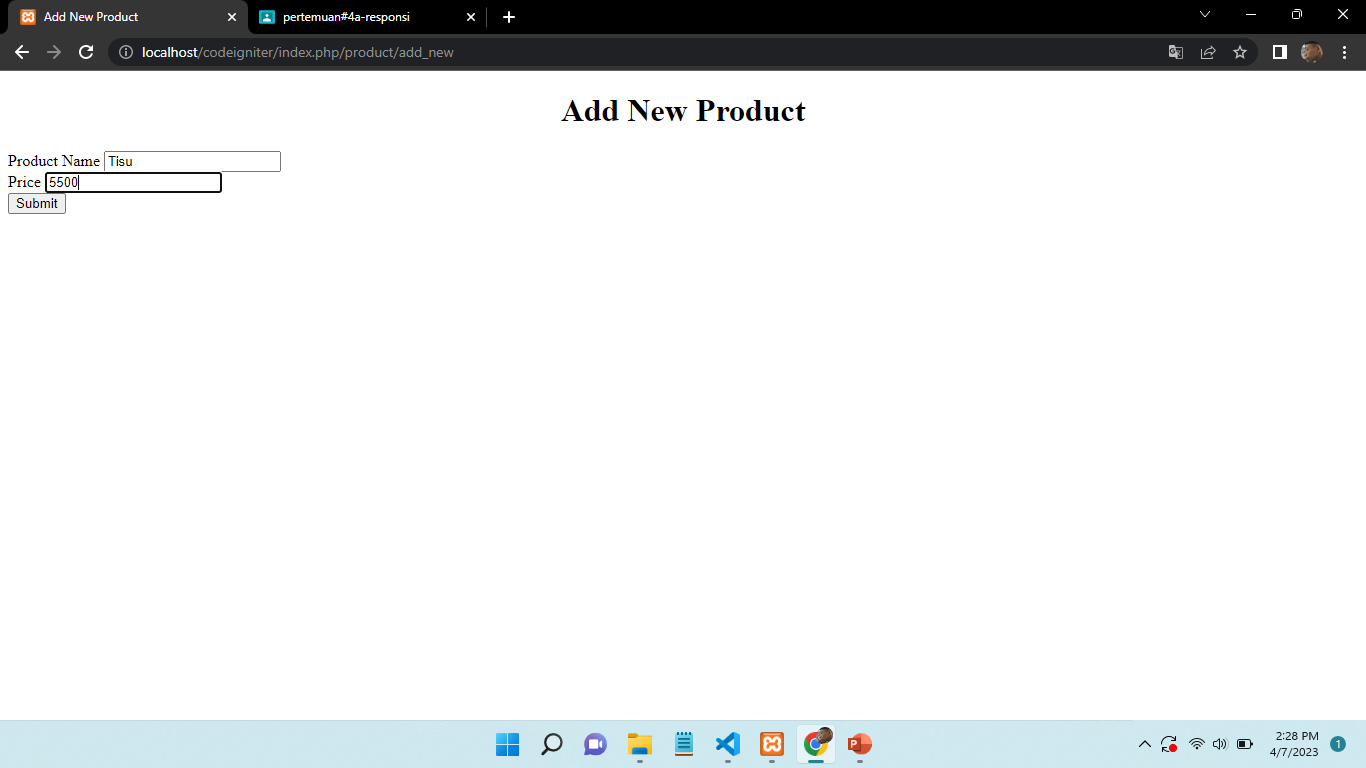 Add New Product
pertemuan#4a-responsi
localhost/codeigniter/index.php/product/add_new
Add New Product
Product Name Tisu
Price 5500
Submit
P
2:28 PM
4/7/2023
1